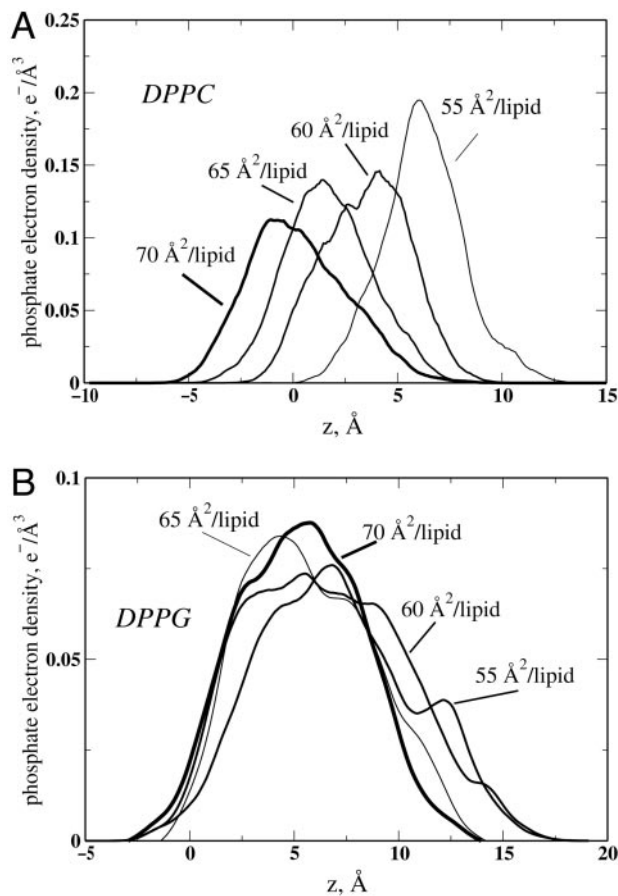 A
phosphate electron density, e⁻/Å³
0.25
0.2
0.15
0.1
0.05
0
DPPC
55 Å²/lipid
60 Å²/lipid
65 Å²/lipid
70 Å²/lipid
-10 -5 0 5 10 15
z, Å
B
phosphate electron density, e⁻/Å³
0.1
0.05
0
65 Å²/lipid
70 Å²/lipid
DPPG
60 Å²/lipid
55 Å²/lipid
-5 0 5 10 15 20
z, Å